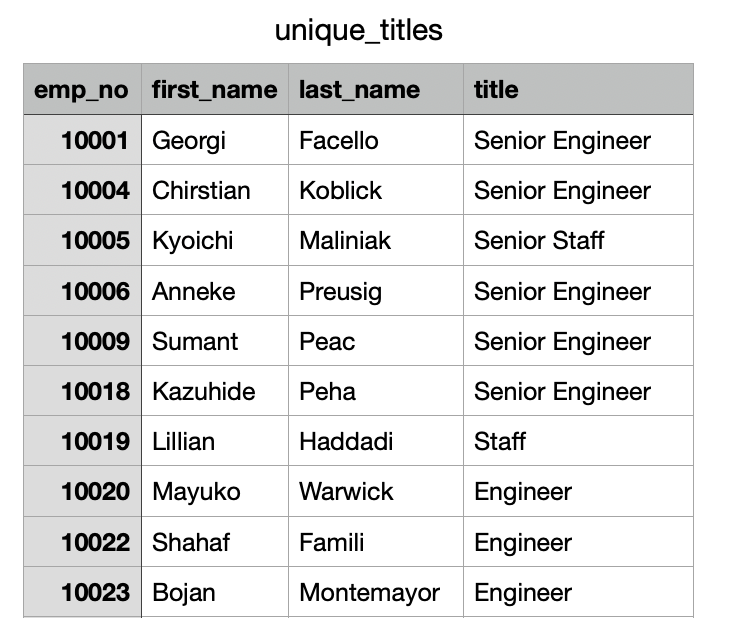 unique_titles
emp_no first_name last_name title
10001 Georgi Facello Senior Engineer
10004 Chirstian Koblick Senior Engineer
10005 Kyoichi Maliniak Senior Staff
10006 Anneke Preusig Senior Engineer
10009 Sumant Peac Senior Engineer
10018 Kazuhide Peha Senior Engineer
10019 Lillian Haddadi Staff
10020 Mayuko Warwick Engineer
10022 Shahaf Famili Engineer
10023 Bojan Montemayor Engineer